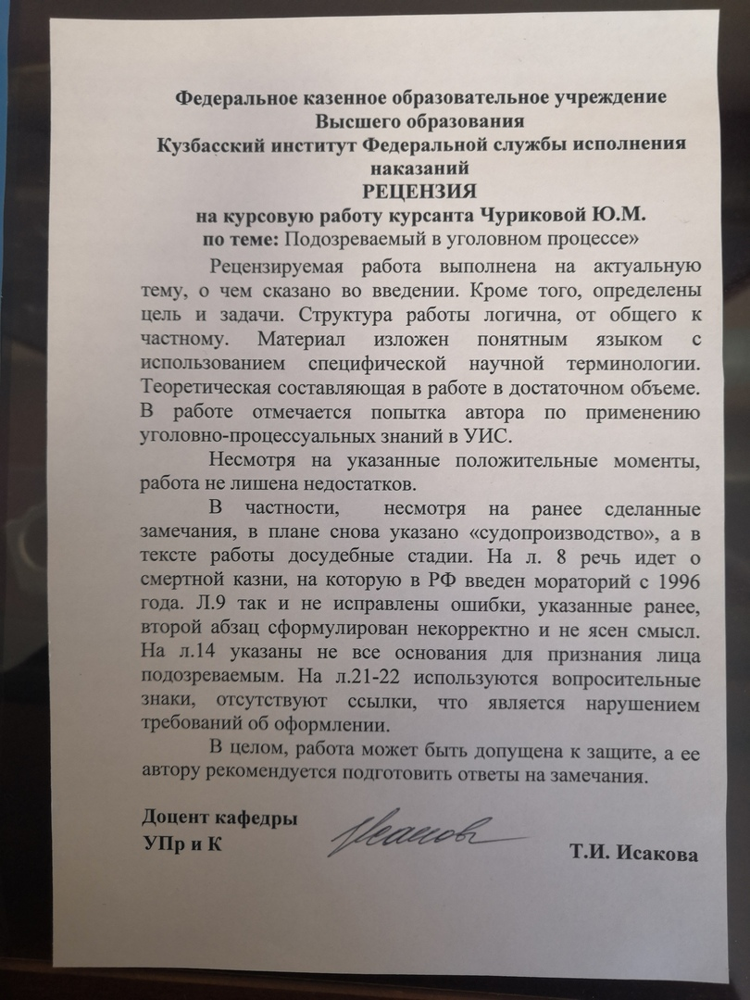 Федеральное казенное образовательное учреждение
Высшего образования
Кузбасский институт Федеральной службы исполнения
наказаний
РЕЦЕНЗИЯ
на курсовую работу курсанта Чуриковой Ю.М.
по теме: Подозреваемый в уголовном процессе»
Рецензируемая работа выполнена на актуальную
тему, о чем сказано во введении. Кроме того, определены
цель и задачи. Структура работы логична, от общего к
частному. Материал изложен понятным языком с
использованием специфической научной терминологии.
Теоретическая составляющая в работе в достаточном объеме.
В работе отмечается попытка автора по применению
уголовно-процессуальных знаний в УИС.
Несмотря на указанные положительные моменты,
работа не лишена недостатков.
В частности, несмотря на ранее сделанные
замечания, в плане снова указано «судопроизводство», а в
тексте работы досудебные стадии. На л. 8 речь идет о
смертной казни, на которую в РФ введен мораторий с 1996
года. Л.9 так и не исправлены ошибки, указанные ранее,
второй абзац сформулирован некорректно и не ясен смысл.
На л.14 указаны не все основания для признания лица
подозреваемым. На л.21-22 используются вопросительные
знаки, отсутствуют ссылки, что является нарушением
требований об оформлении.
В целом, работа может быть допущена к защите, а ее
автору рекомендуется подготовить ответы на замечания.
Доцент кафедры
УПр и К
Исакова
Т.И. Исакова